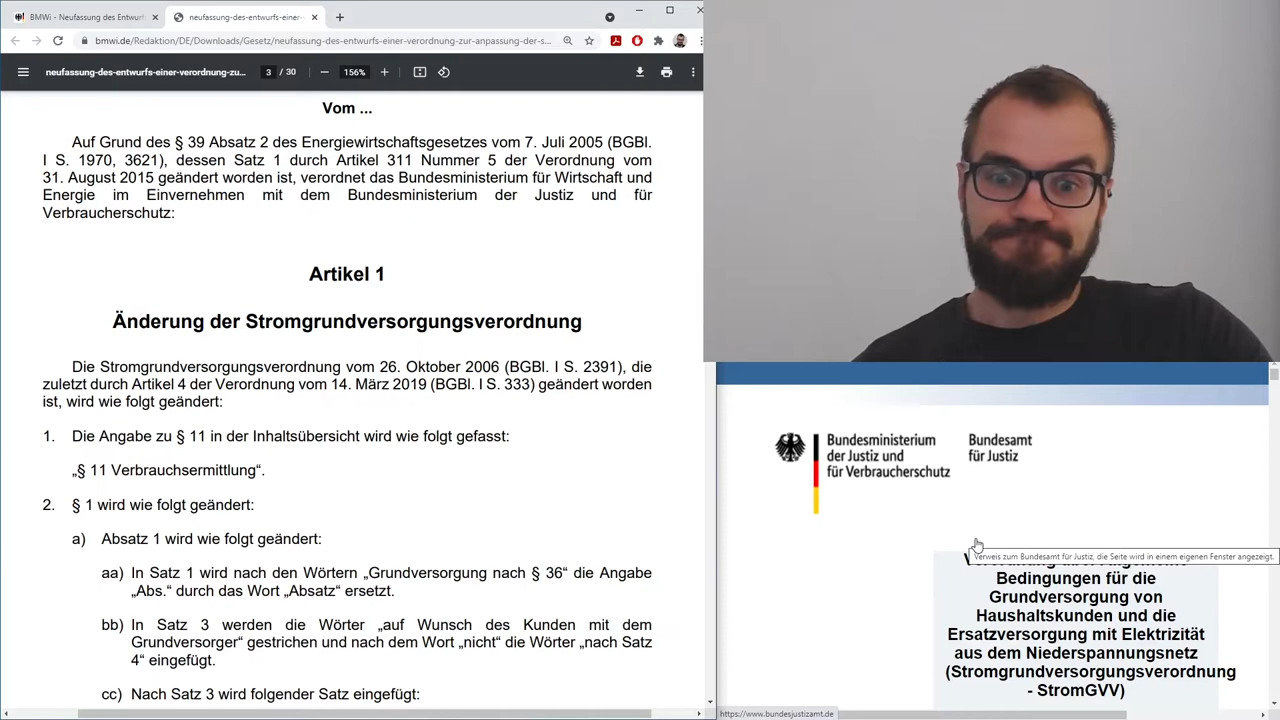 BMWi - Neufassung des Entwurf
neufassung-des-entwurfs-einer-
bmwi.de/Redaktion/DE/Downloads/Gesetz/neufassung-des-entwurfs-einer-verordnung-zur-anpassung-der-s...
neufassung-des-entwurfs-einer-verordnung-zu...
3 / 30
156%
Vom ...
Auf Grund des § 39 Absatz 2 des Energiewirtschaftsgesetzes vom 7. Juli 2005 (BGBl.
I S. 1970, 3621), dessen Satz 1 durch Artikel 311 Nummer 5 der Verordnung vom
31. August 2015 geändert worden ist, verordnet das Bundesministerium für Wirtschaft und
Energie im Einvernehmen mit dem Bundesministerium der Justiz und für
Verbraucherschutz:
Artikel 1
Änderung der Stromgrundversorgungsverordnung
Die Stromgrundversorgungsverordnung vom 26. Oktober 2006 (BGBl. I S. 2391), die
zuletzt durch Artikel 4 der Verordnung vom 14. März 2019 (BGBl. I S. 333) geändert worden
ist, wird wie folgt geändert:
1. Die Angabe zu § 11 in der Inhaltsübersicht wird wie folgt gefasst:
„§ 11 Verbrauchsermittlung“.
2. § 1 wird wie folgt geändert:
a) Absatz 1 wird wie folgt geändert:
aa) In Satz 1 wird nach den Wörtern „Grundversorgung nach § 36“ die Angabe
„Abs.“ durch das Wort „Absatz“ ersetzt.
bb) In Satz 3 werden die Wörter „auf Wunsch des Kunden mit dem
Grundversorger“ gestrichen und nach dem Wort „nicht“ die Wörter „nach Satz
4“ eingefügt.
cc) Nach Satz 3 wird folgender Satz eingefügt:
Bundesministerium
der Justiz und
für Verbraucherschutz
Bundesamt
für Justiz
Verweis zum Bundesamt für Justiz, die Seite wird in einem eigenen Fenster angezeigt.
Bedingungen für die
Grundversorgung von
Haushaltskunden und die
Ersatzversorgung mit Elektrizität
aus dem Niederspannungsnetz
(Stromgrundversorgungsverordnung
- StromGVV)
https://www.bundesjustizamt.de